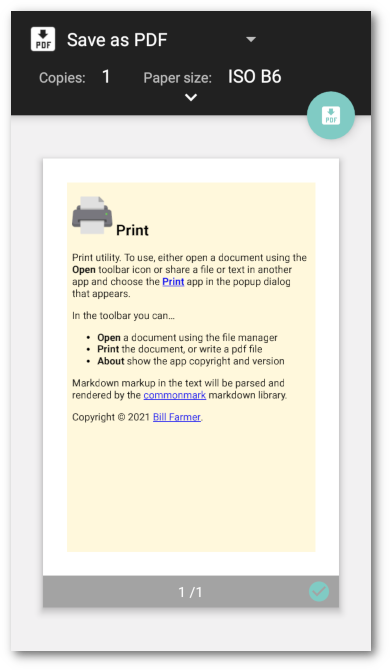 PDF Save as PDF
Copies: 1 Paper size: ISO B6
PDF
Print
Print utility. To use, either open a document using the
Open toolbar icon or share a file or text in another
app and choose the Print app in the popup dialog
that appears.
In the toolbar you can...
• Open a document using the file manager
• Print the document, or write a pdf file
• About show the app copyright and version
Markdown markup in the text will be parsed and
rendered by the commonmark markdown library.
Copyright © 2021 Bill Farmer.
1 /1